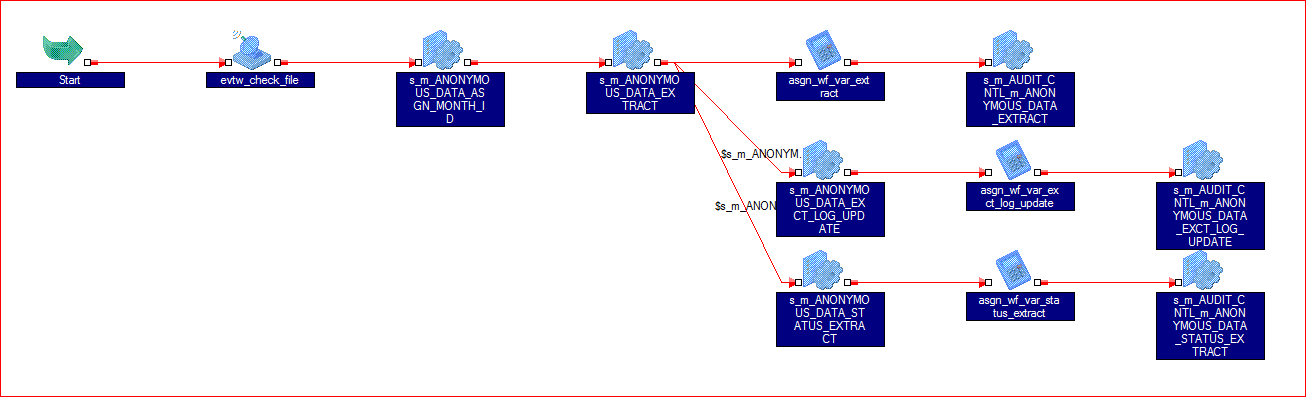 Start
evtw_check_file
s_m_ANONYMO
US_DATA_AS
GN_MONTH_I
D
s_m_ANONYMO
US_DATA_EX
TRACT
asgn_wf_var_ext
ract
s_m_AUDIT_C
NTL_m_ANON
YMOUS_DATA
_EXTRACT
$s_m_ANONYM.
s_m_ANONYMO
US_DATA_EX
CT_LOG_UPD
ATE
asgn_wf_var_ex
ct_log_update
s_m_AUDIT_C
NTL_m_ANON
YMOUS_DATA
_EXCT_LOG_
UPDATE
$s_m_ANON
s_m_ANONYMO
US_DATA_ST
ATUS_EXTRA
CT
asgn_wf_var_sta
tus_extract
s_m_AUDIT_C
NTL_m_ANON
YMOUS_DATA
_STATUS_EX
TRACT